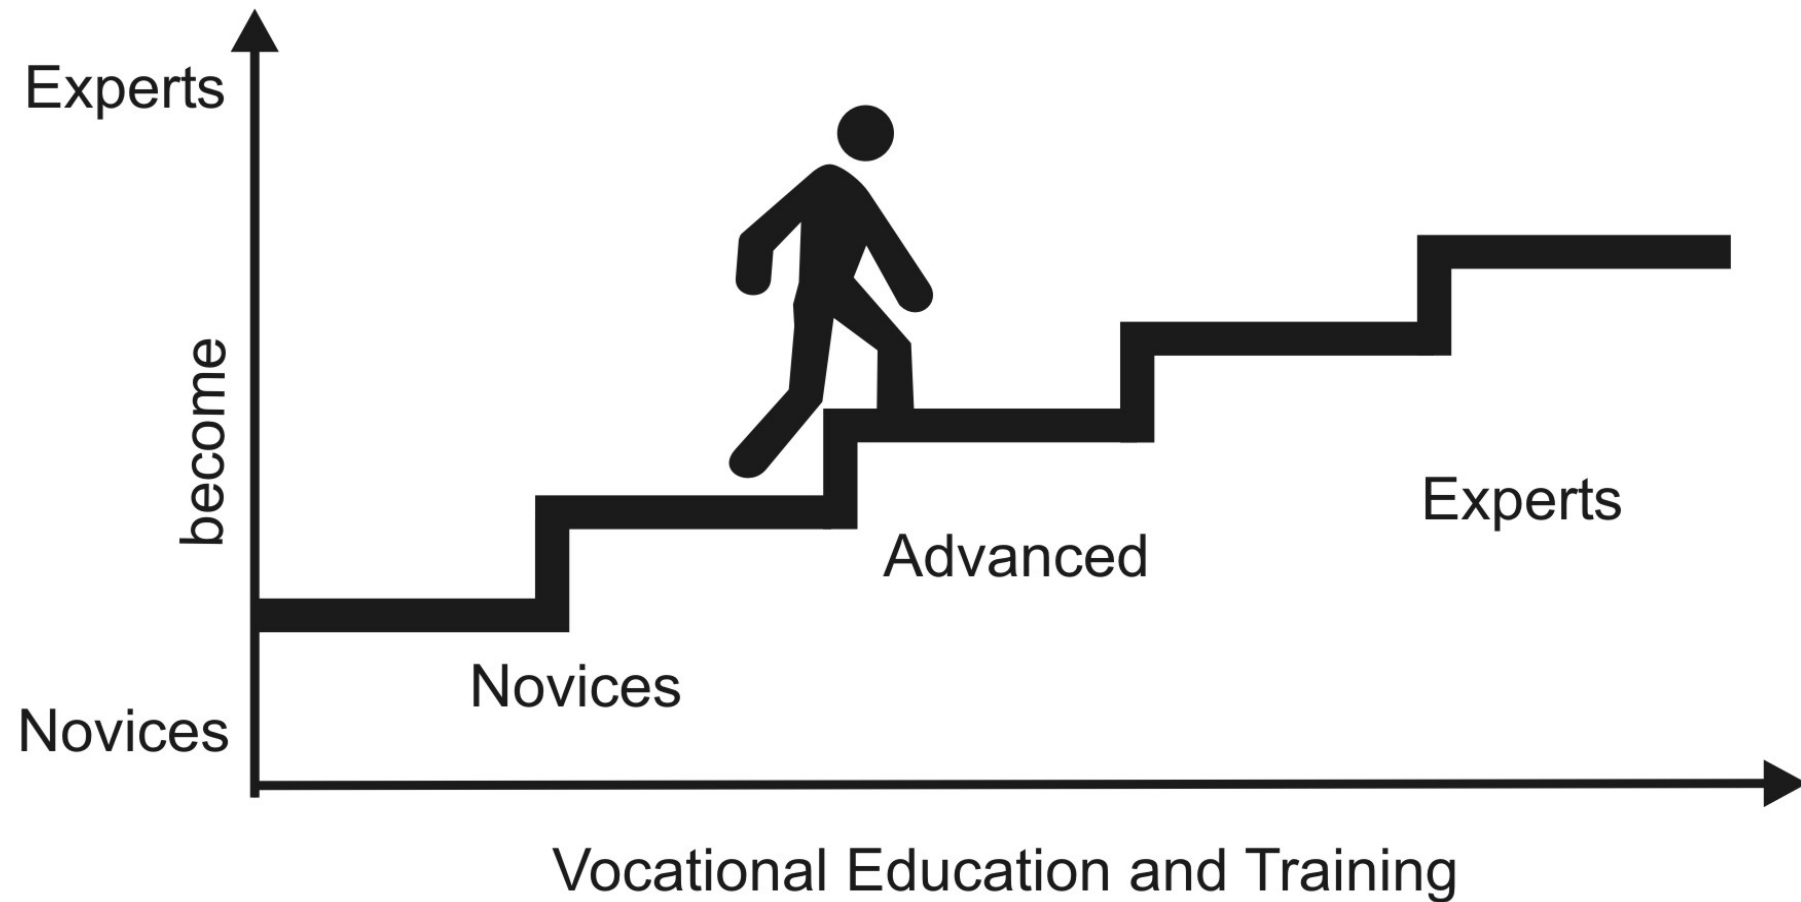 Experts
become
Novices
Novices
Advanced
Experts
Vocational Education and Training